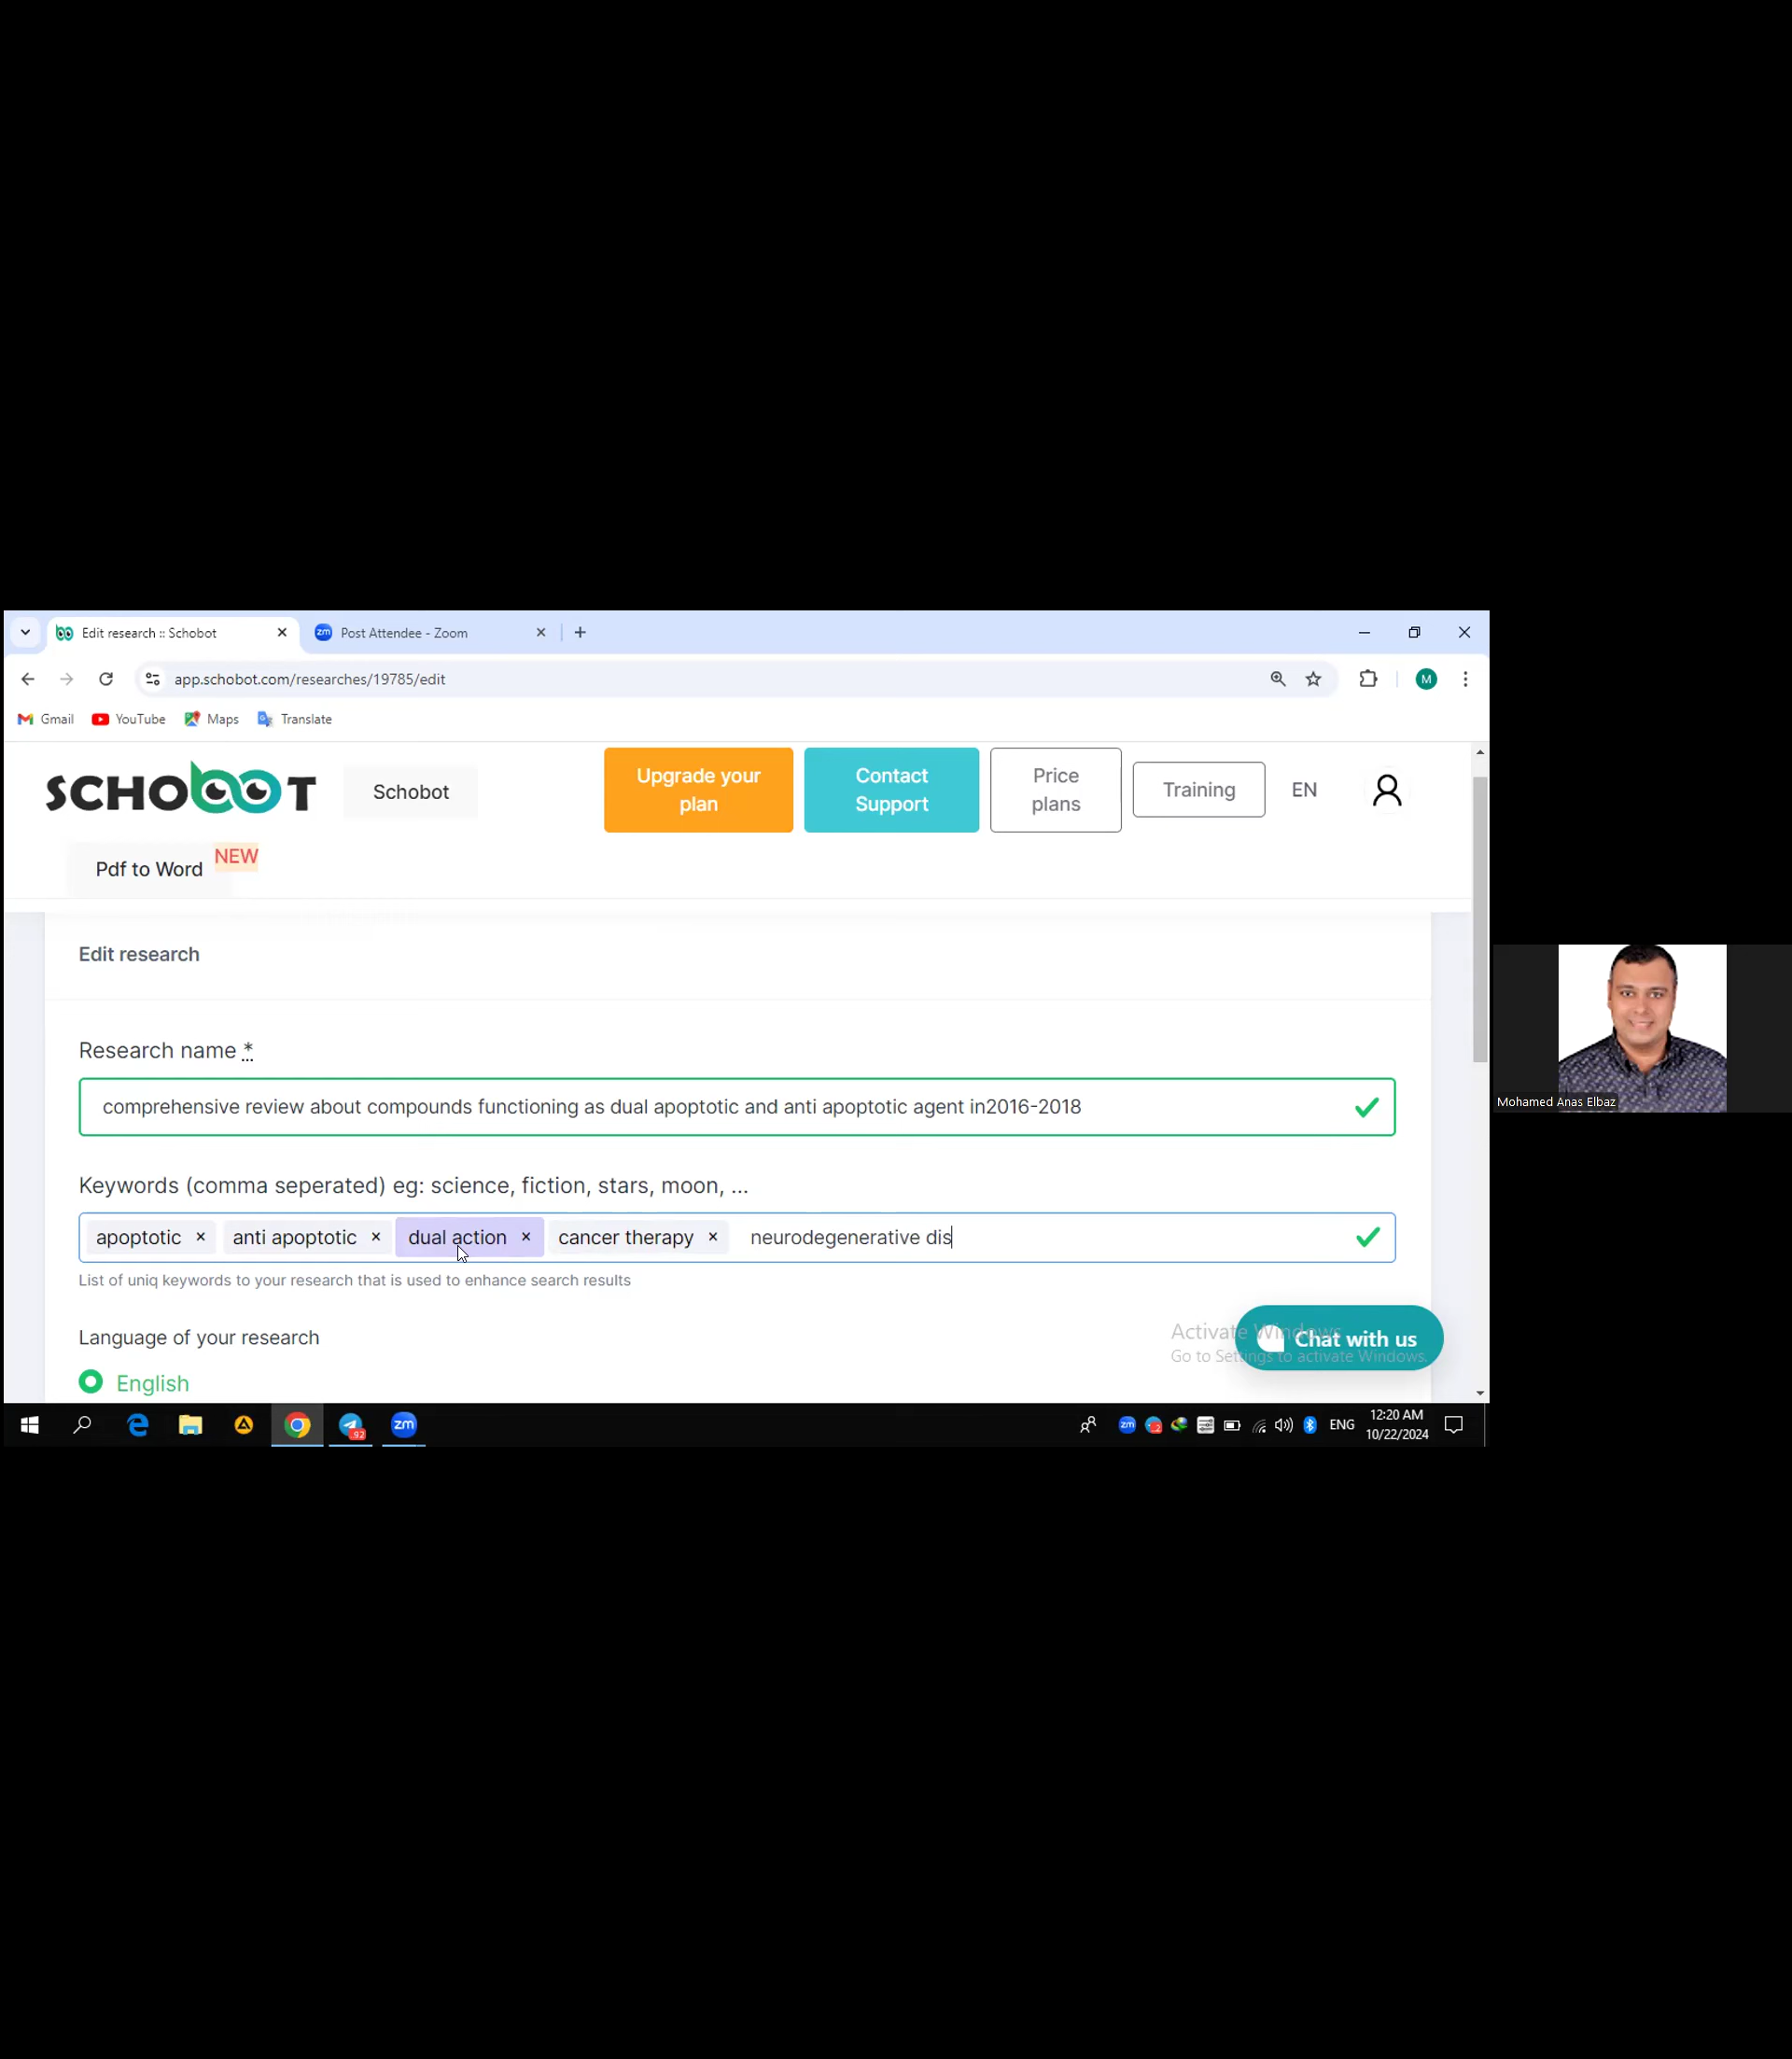 Edit research :: Schobot
zm Post Attendee - Zoom
app.schobot.com/researches/19785/edit
M
Gmail YouTube Maps Translate
SCHOBOT Schobot Upgrade your plan Contact Support Price plans Training EN
Pdf to Word NEW
Edit research
Research name *
comprehensive review about compounds functioning as dual apoptotic and anti apoptotic agent in2016-2018
Keywords (comma seperated) eg: science, fiction, stars, moon, ...
apoptotic × anti apoptotic × dual action × cancer therapy × neurodegenerative dis
List of uniq keywords to your research that is used to enhance search results
Language of your research
English
Activate Windows
Go to Settings to activate Windows.
Chat with us
Mohamed Anas Elbaz
92 zm zm 2 ENG 12:20 AM
10/22/2024